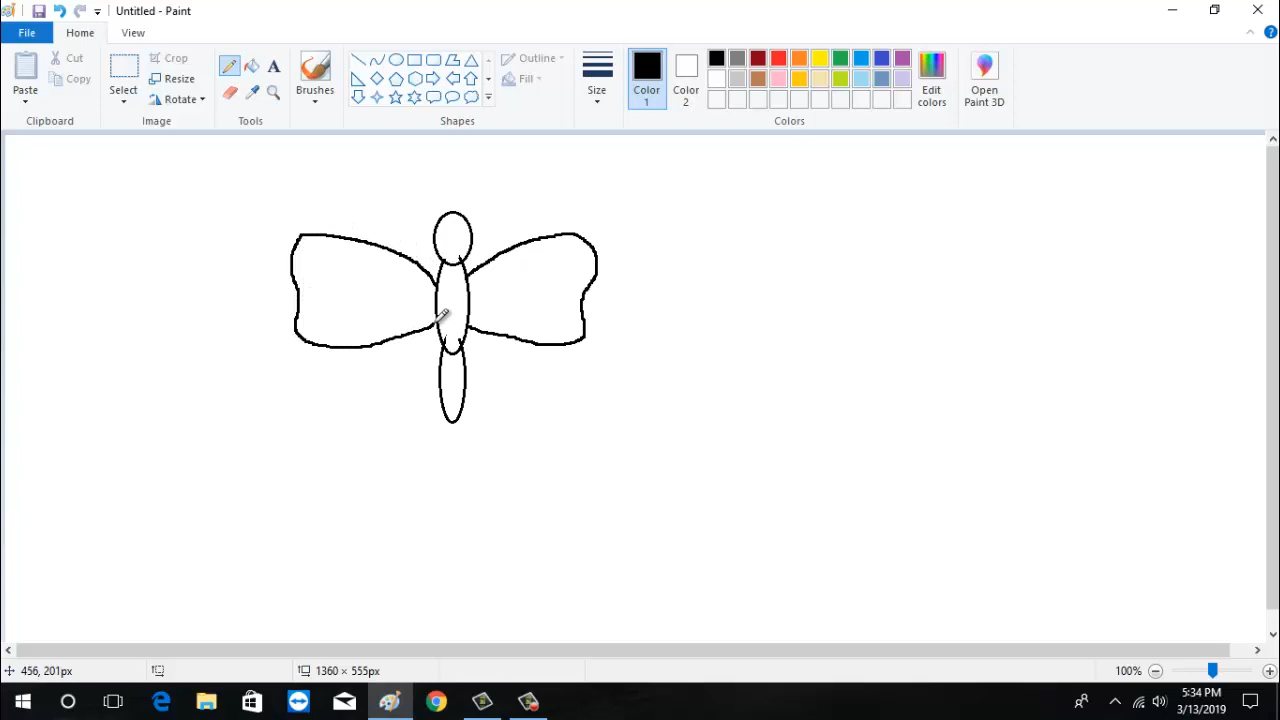 Untitled - Paint
File Home View
Paste
Cut
Copy
Clipboard
Select
Crop
Resize
Rotate
Image
A
Tools
Brushes
Shapes
Outline
Fill
Size
Color 1
Color 2
Colors
Edit colors
Open Paint 3D
456, 201px
1360 × 555px
100%
5:34 PM
3/13/2019